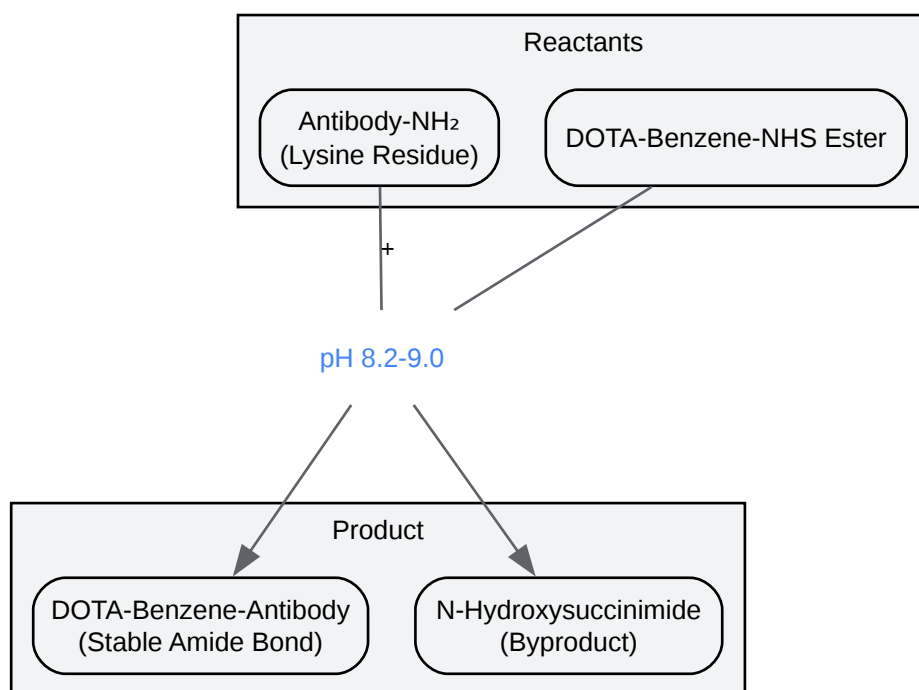 Reactants
Antibody-NH₂
(Lysine Residue)
DOTA-Benzene-NHS Ester
+
pH 8.2-9.0
Product
DOTA-Benzene-Antibody
(Stable Amide Bond)
N-Hydroxysuccinimide
(Byproduct)